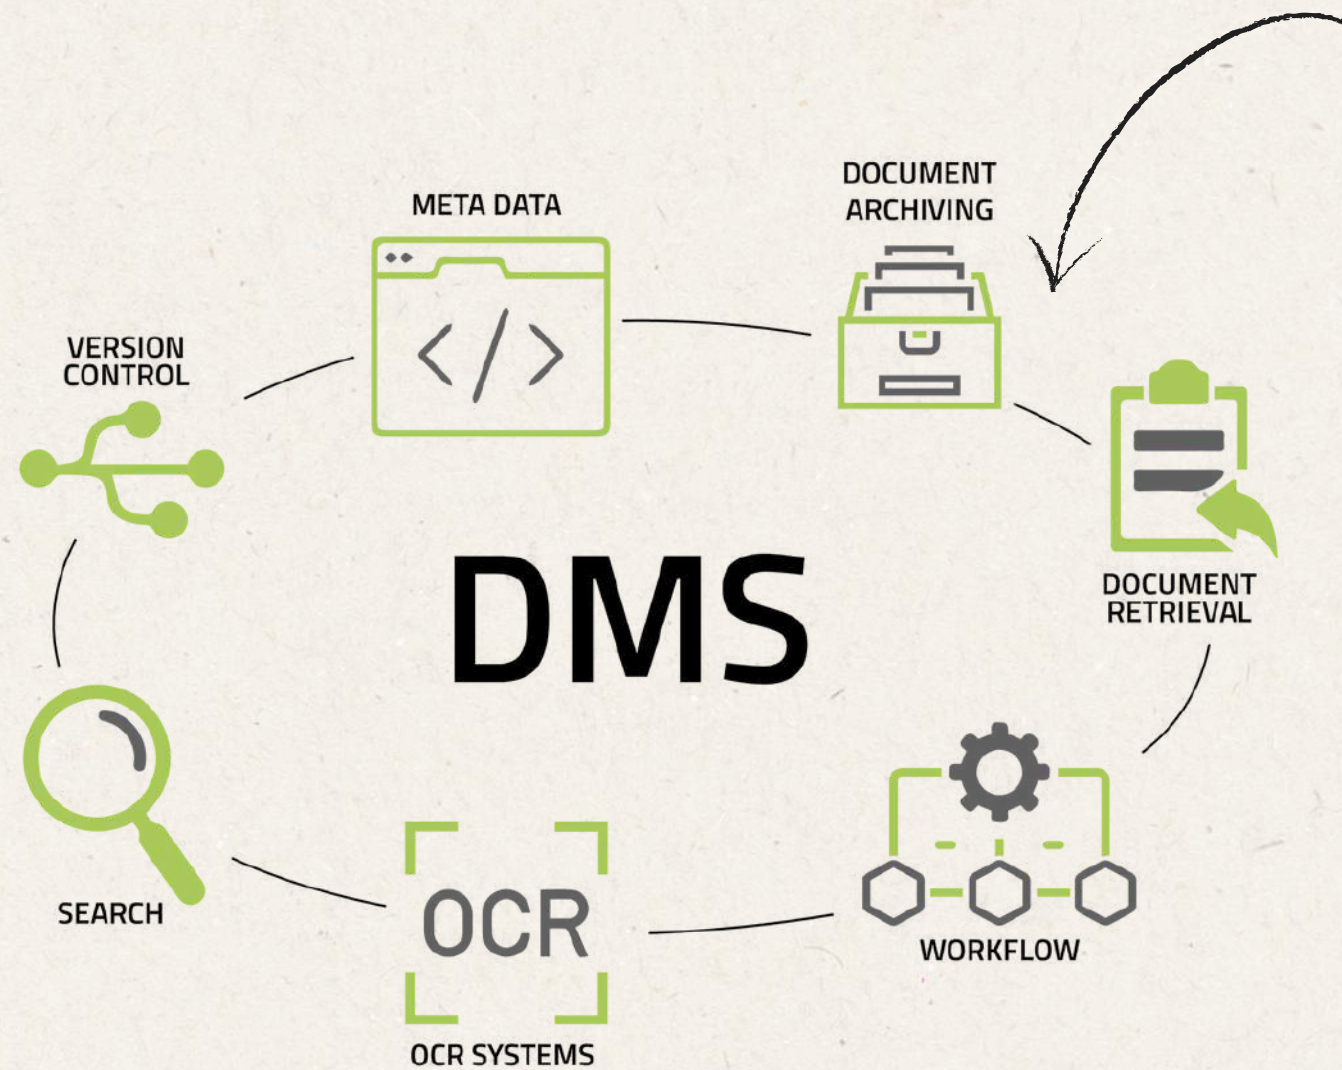 META DATA
DOCUMENT
ARCHIVING
VERSION
CONTROL
</>
DMS
DOCUMENT
RETRIEVAL
SEARCH
OCR
WORKFLOW
OCR SYSTEMS